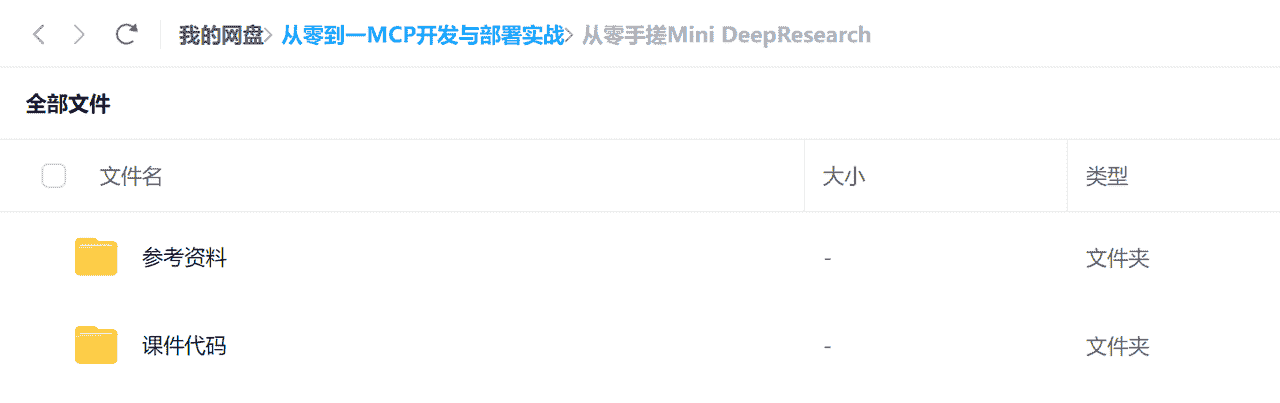 我的网盘> 从零到一MCP开发与部署实战> 从零手搓Mini DeepResearch
全部文件
文件名 大小 类型
参考资料 - 文件夹
课件代码 - 文件夹